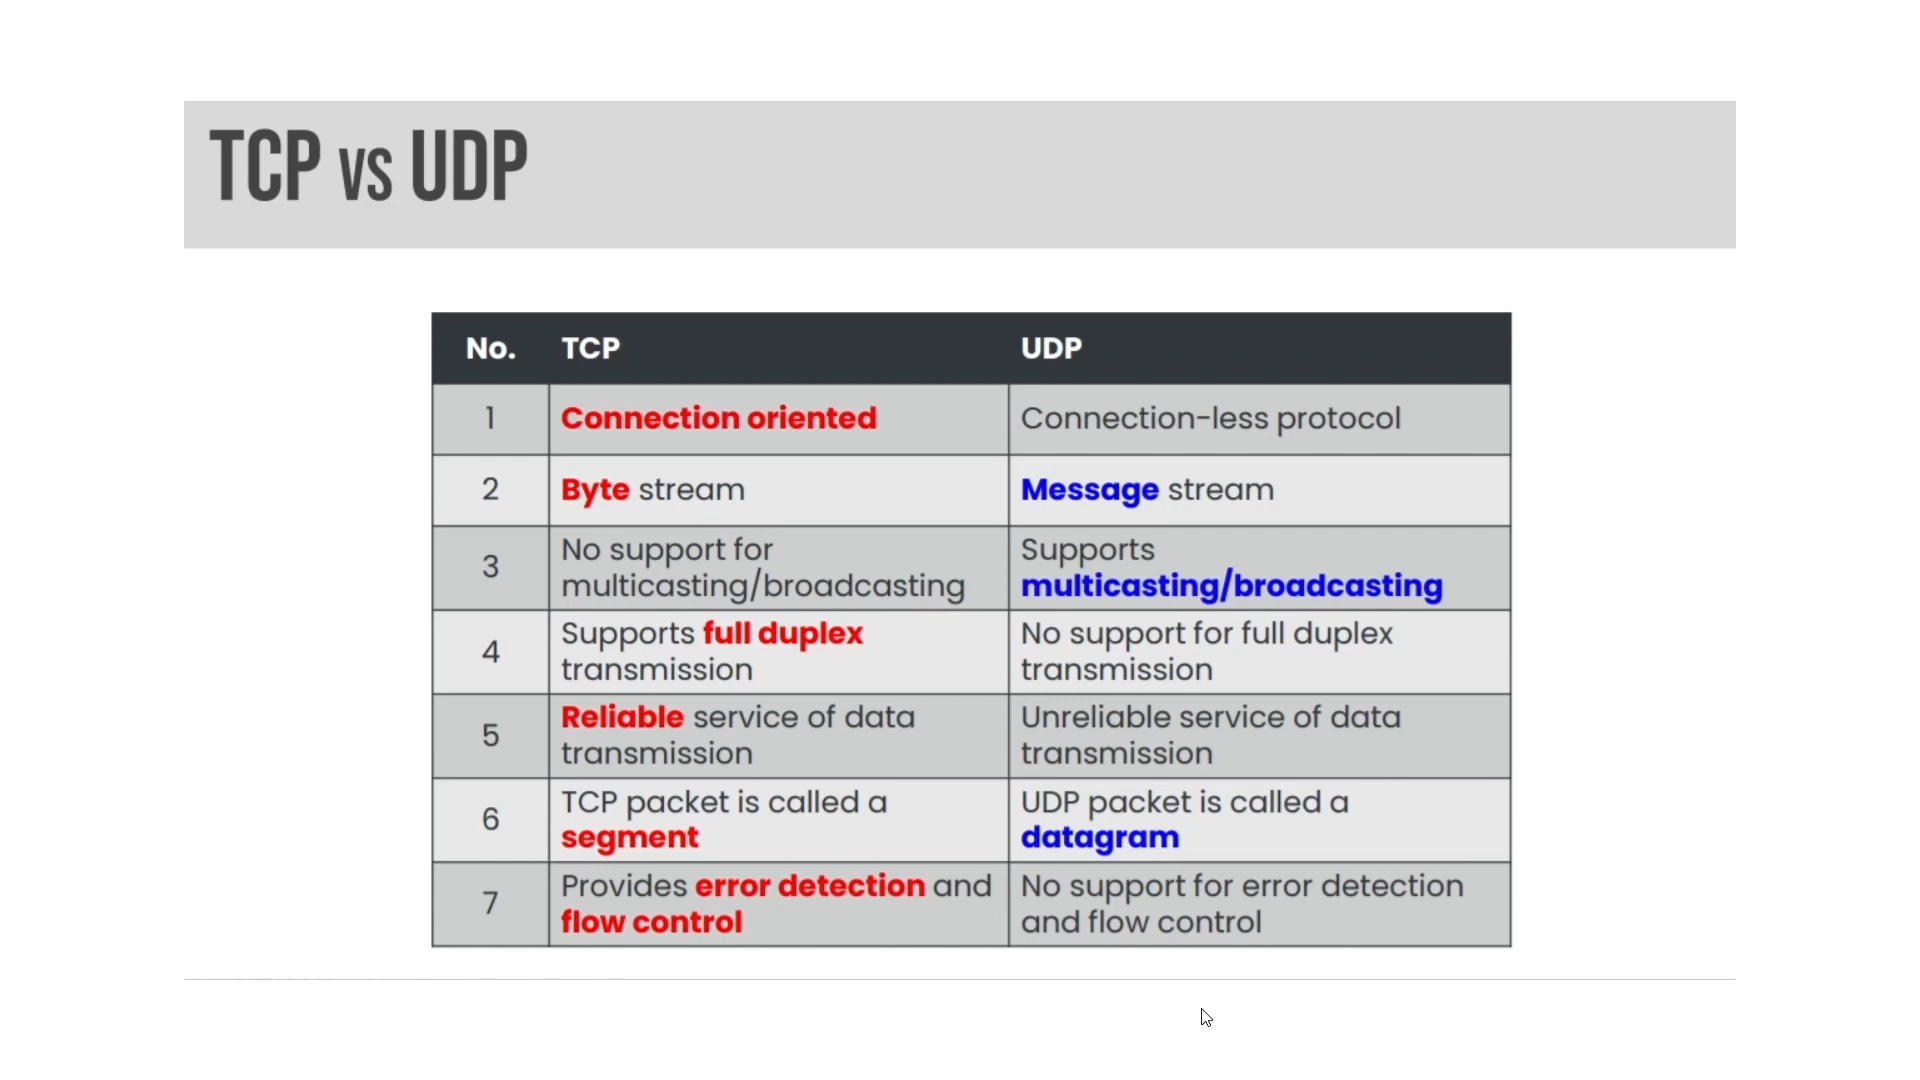 TCP VS UDP
No. TCP UDP
1 Connection oriented Connection-less protocol
2 Byte stream Message stream
3 No support for multicasting/broadcasting Supports multicasting/broadcasting
4 Supports full duplex transmission No support for full duplex transmission
5 Reliable service of data transmission Unreliable service of data transmission
6 TCP packet is called a segment UDP packet is called a datagram
7 Provides error detection and flow control No support for error detection and flow control